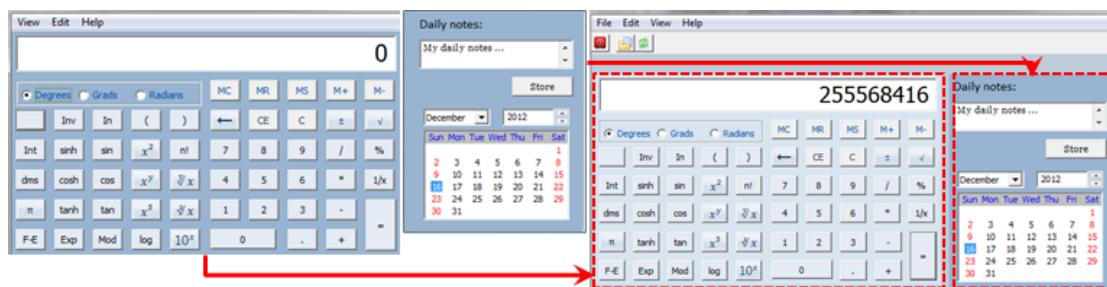 View Edit Help
0
Degrees Grads Radians MC MR MS M+ M-
Inv In ( ) ← CE C ± √
Int sinh sin x² n! 7 8 9 / %
dms cosh cos xʸ ʸ√x 4 5 6 * 1/x
π tanh tan x³ ³√x 1 2 3 - =
F-E Exp Mod log 10ˣ 0 . +
Daily notes:
My daily notes ...
Store
December 2012
Sun Mon Tue Wed Thu Fri Sat
1
2 3 4 5 6 7 8
9 10 11 12 13 14 15
16 17 18 19 20 21 22
23 24 25 26 27 28 29
30 31
File Edit View Help
255568416
Degrees Grads Radians MC MR MS M+ M-
Inv In ( ) ← CE C ± √
Int sinh sin x² n! 7 8 9 / %
dms cosh cos xʸ ʸ√x 4 5 6 * 1/x
π tanh tan x³ ³√x 1 2 3 - =
F-E Exp Mod log 10ˣ 0 . +
Daily notes:
My daily notes ...
Store
December 2012
Sun Mon Tue Wed Thu Fri Sat
1
2 3 4 5 6 7 8
9 10 11 12 13 14 15
16 17 18 19 20 21 22
23 24 25 26 27 28 29
30 31